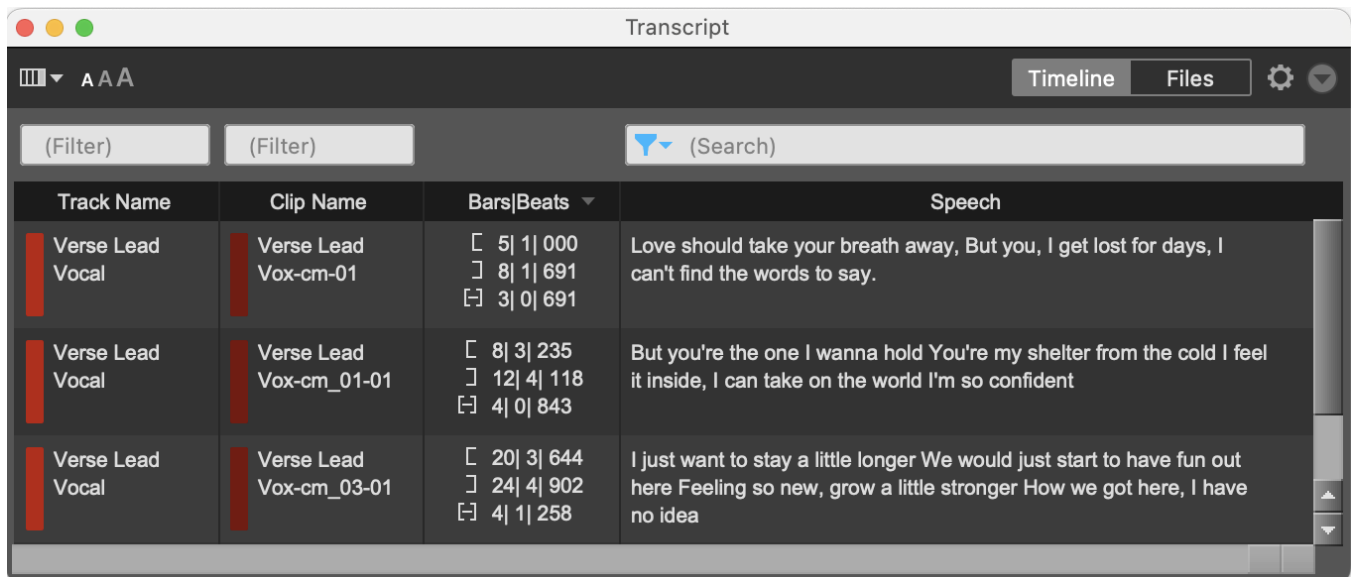 Transcript
A A A
Timeline Files
(Filter) (Filter) (Search)
Track Name Clip Name Bars|Beats Speech
Verse Lead Vocal
Verse Lead Vox-cm-01
5| 1| 000
8| 1| 691
3| 0| 691
Love should take your breath away, But you, I get lost for days, I
can't find the words to say.
Verse Lead Vocal
Verse Lead Vox-cm_01-01
8| 3| 235
12| 4| 118
4| 0| 843
But you're the one I wanna hold You're my shelter from the cold I feel
it inside, I can take on the world I'm so confident
Verse Lead Vocal
Verse Lead Vox-cm_03-01
20| 3| 644
24| 4| 902
4| 1| 258
I just want to stay a little longer We would just start to have fun out
here Feeling so new, grow a little stronger How we got here, I have
no idea